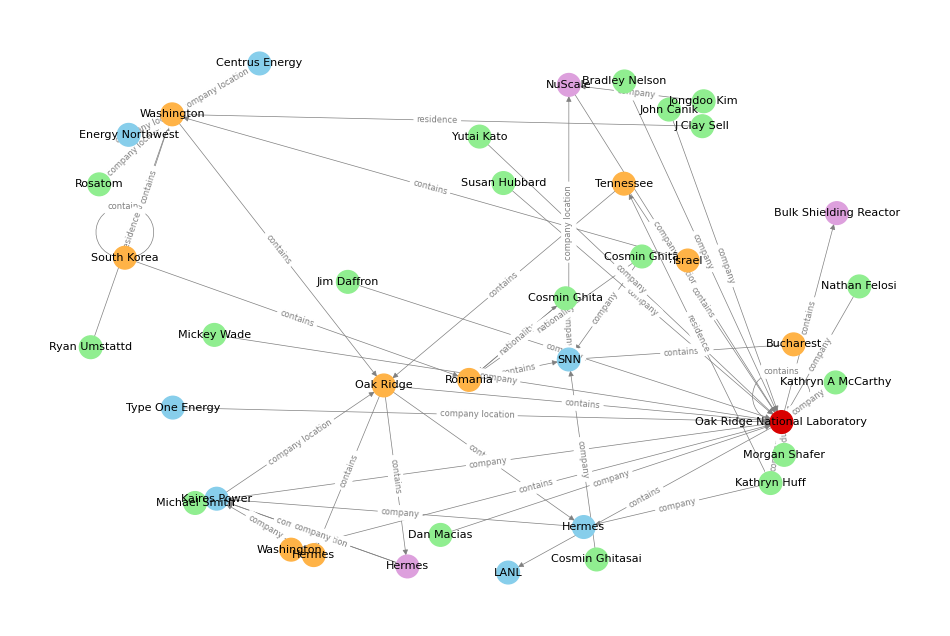 Centrus Energy
company location
NuScale
Bradley Nelson
company
Jongdoo Kim
John Canik
J Clay Sell
Washington
residence
Energy Northwest
Yutai Kato
company location
Rosatom
contains
Susan Hubbard
Tennessee
contains
contains
residence
Bulk Shielding Reactor
company location
contains
company
company
company
South Korea
Cosmin Ghită
Israel
Jim Daffron
contains
company
company
contains
Nathan Felosi
Cosmin Ghita
company
contains
contains
Mickey Wade
nationality
nationality
residence
Ryan Umstattd
Bucharest
company
SNN
contains
contains
company
Romania
contains
Kathryn A McCarthy
Oak Ridge
company
Type One Energy
company location
contains
Oak Ridge National Laboratory
company location
Morgan Shafer
company
company
contains
contains
company
Kathryn Huff
contains
Michael Smith
Kairos Power
contains
company
company
company
company
Hermes
Dan Macias
Washington
Hermes
Hermes
LANL
Cosmin Ghitasai